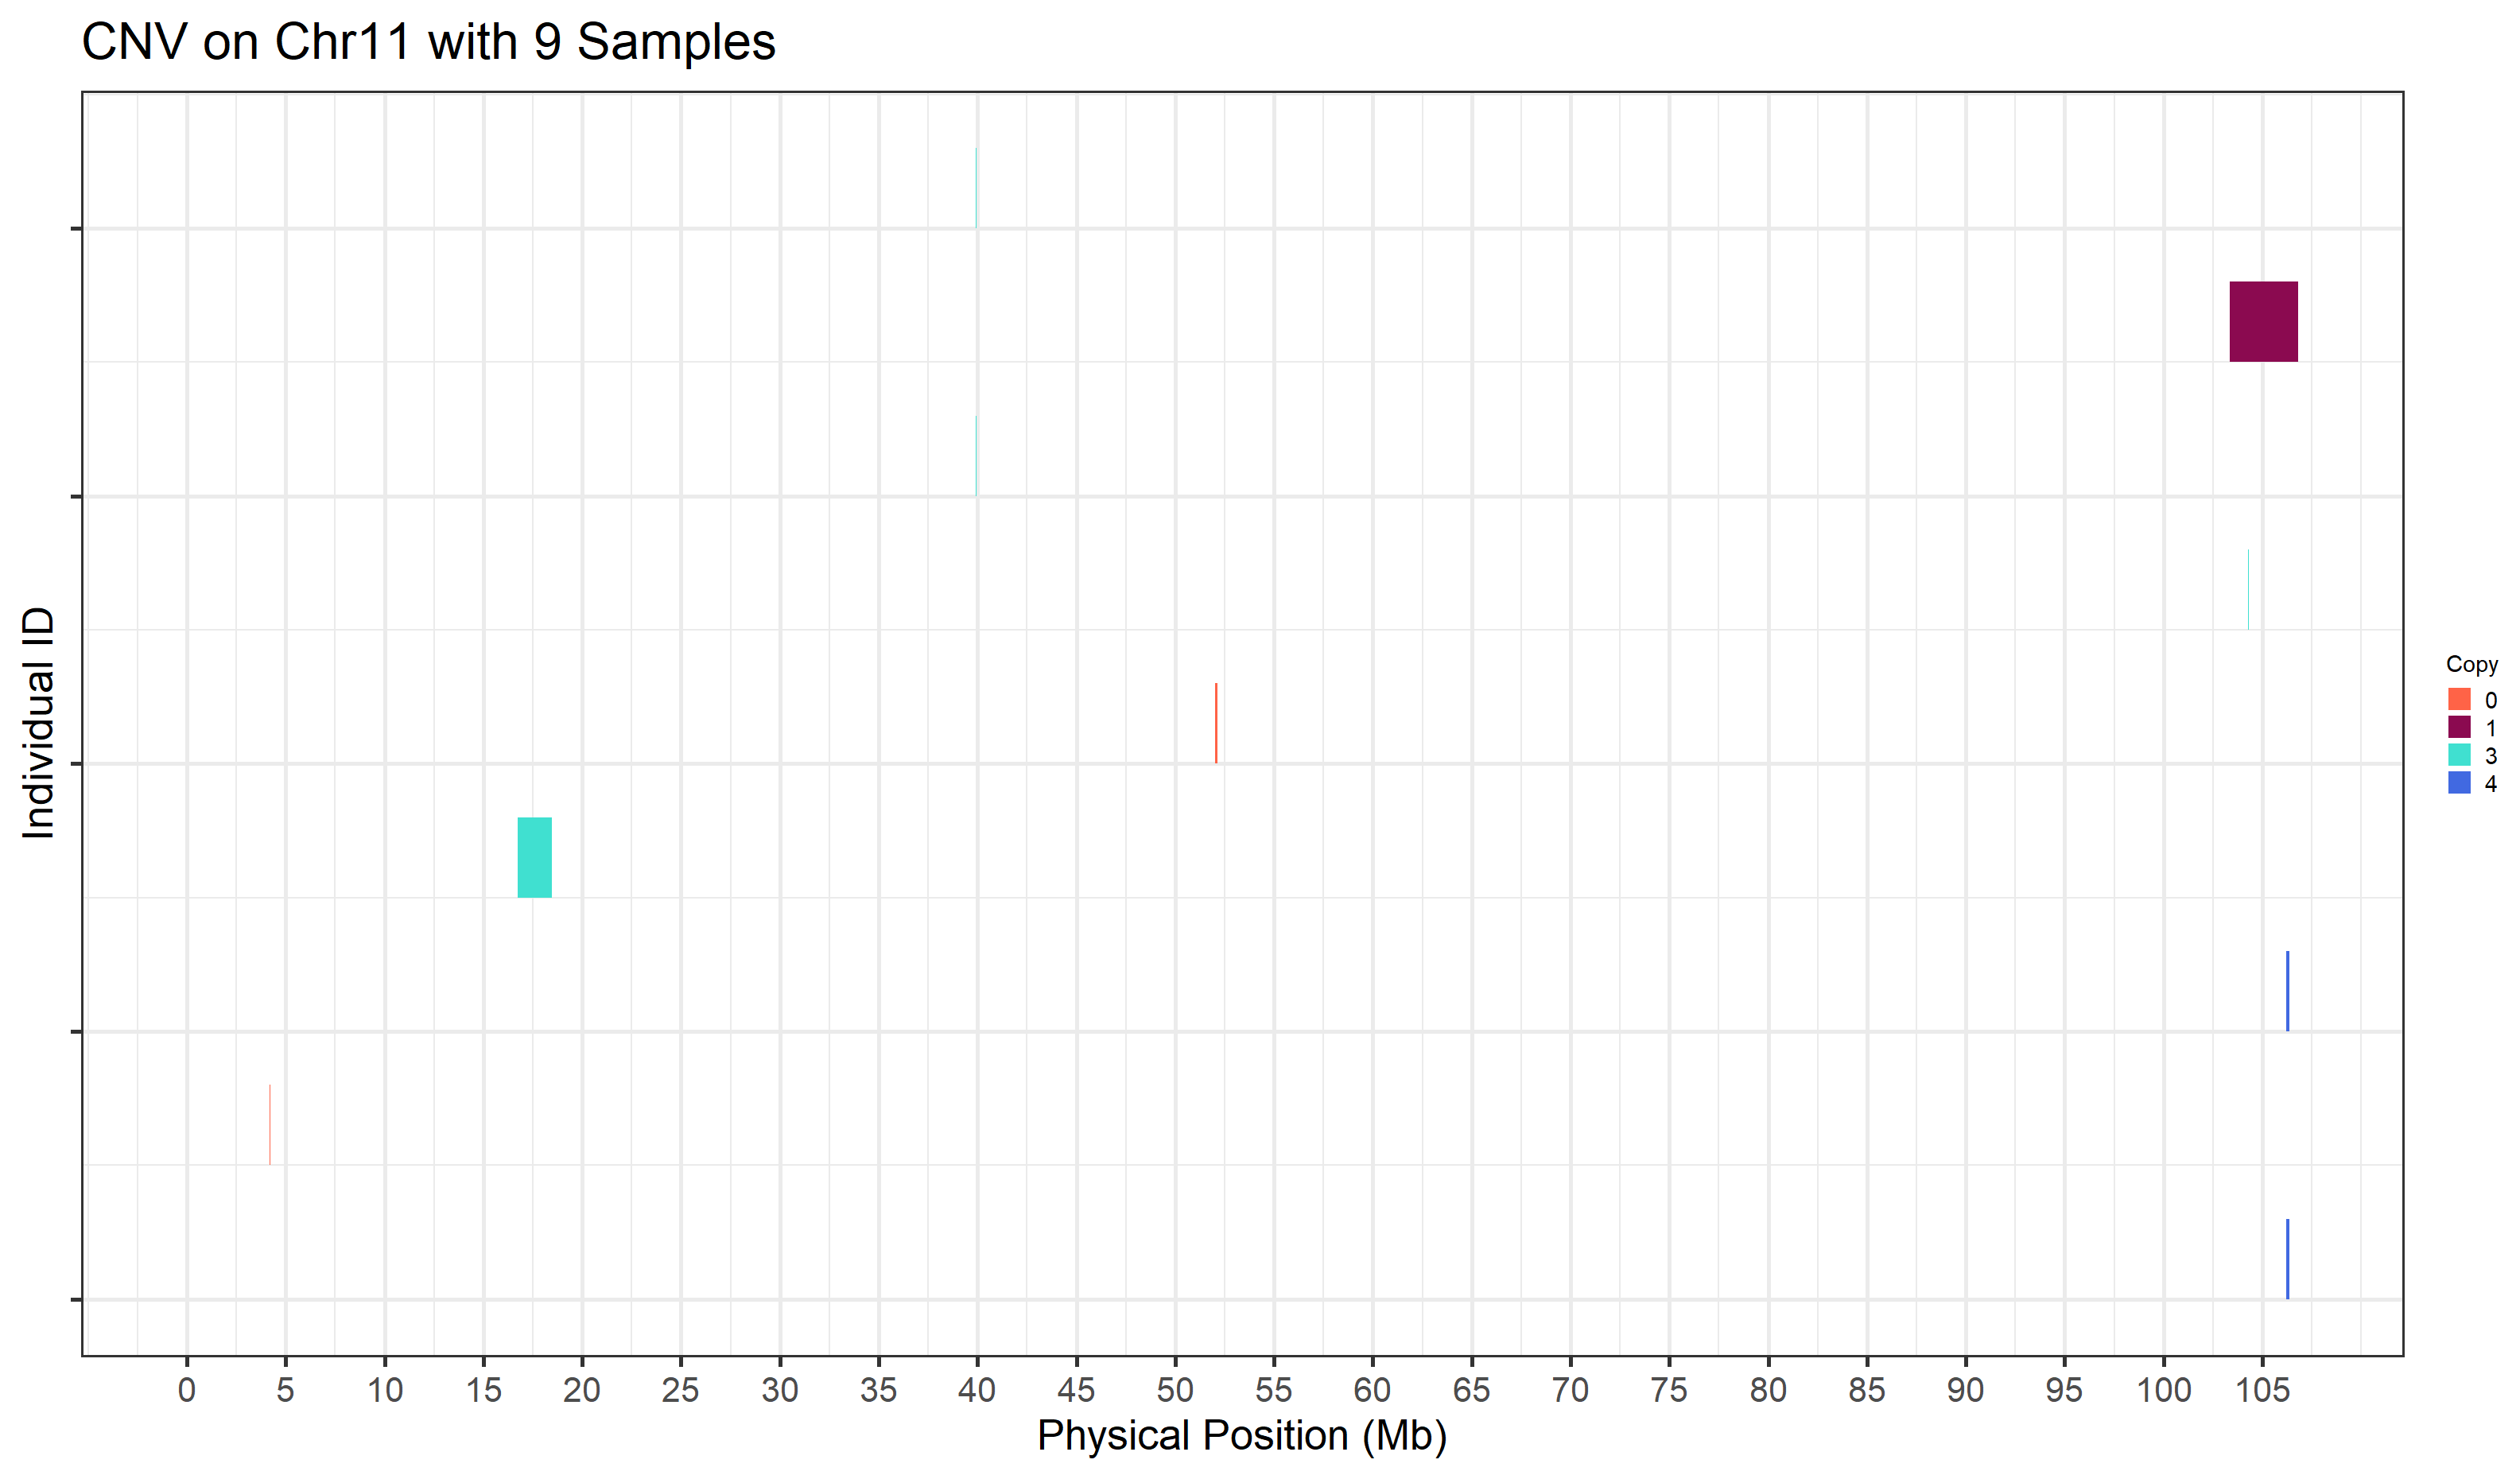 CNV on Chr11 with 9 Samples
Individual ID
Copy
0
1
3
4
0 5 10 15 20 25 30 35 40 45 50 55 60 65 70 75 80 85 90 95 100 105
Physical Position (Mb)